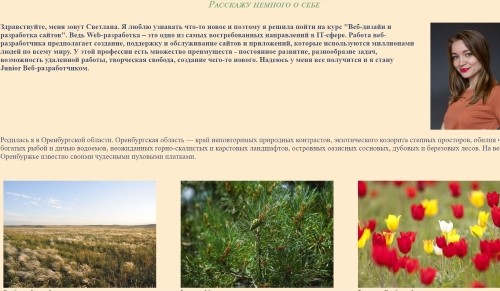 Расскажу немного о себе
Здравствуйте, меня зовут Светлана. Я люблю узнавать что-то новое и поэтому я решила пойти на курс "Веб-дизайн и
разработка сайтов". Ведь Web-разработка – это одно из самых востребованных направлений в IT-сфере. Работа веб-
разработчика предполагает создание, поддержку и обслуживание сайтов и приложений, которые используются миллионами
людей по всему миру. У этой профессии есть множество преимуществ - постоянное развитие, разнообразие задач,
возможность удаленной работы, творческая свобода, создание чего-то нового. Надеюсь у меня все получится и я стану
Junior Веб-разработчиком.
Родилась я в Оренбургской области. Оренбургская область — край неповторимых природных контрастов, экзотического колорита степных просторов, обилия
богатых рыбой и дичью водоемов, неожиданных горно-скалистых и карстовых ландшафтов, островных оазисных сосновых, дубовых и березовых лесов. На
Оренбуржье известно своими чудесными пуховыми платками.